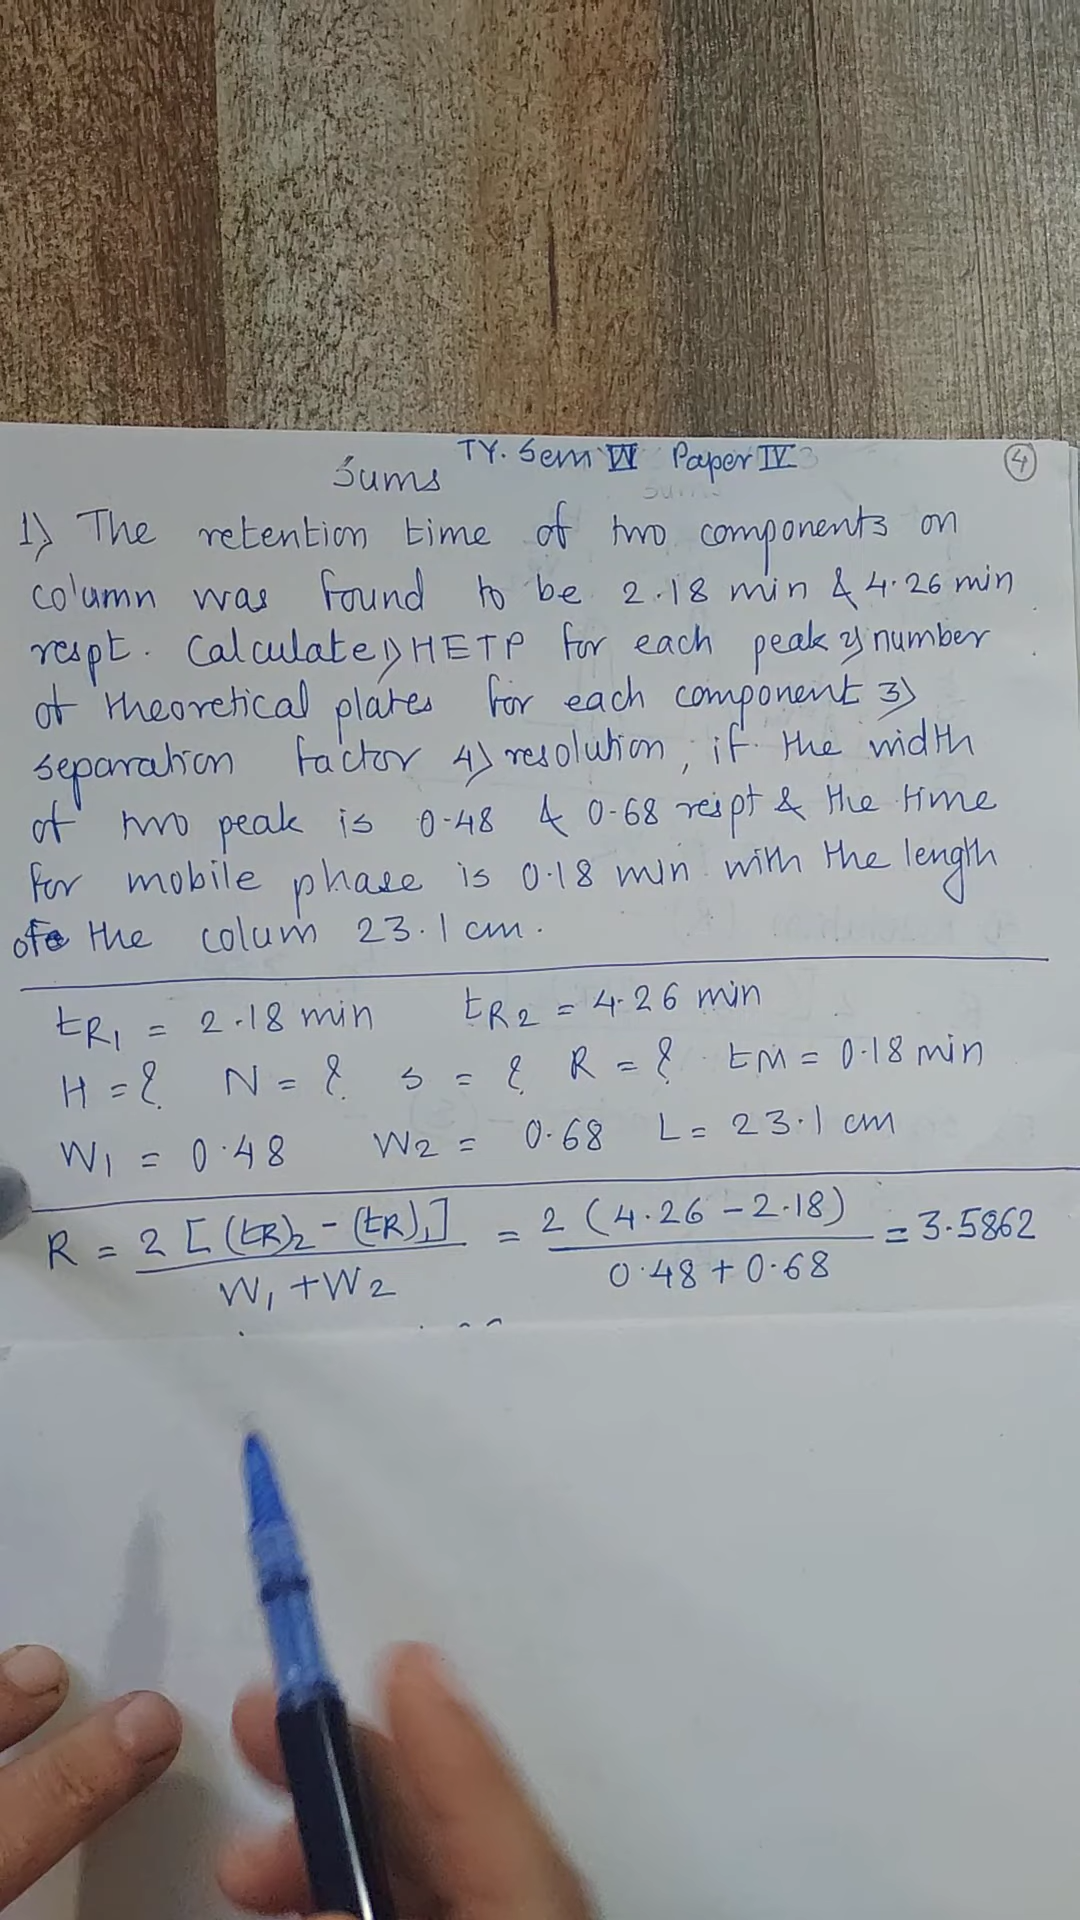 TY. Sem VI Paper IV
Sums
4
1) The retention time of two components on
column was found to be 2.18 min & 4.26 min
respt. Calculate 1) HETP for each peak 2) number
of theoretical plates for each component 3)
separation factor 4) resolution, if the width
of two peak is 0.48 & 0.68 respt & the time
for mobile phase is 0.18 min with the length
of the colum 23.1 cm.
tR1 = 2.18 min tR2 = 4.26 min
H = ? N = ? S = ? R = ? tM = 0.18 min
W1 = 0.48 W2 = 0.68 L = 23.1 cm
R = 2 [(tR)2 - (tR)1] / W1 + W2 = 2 (4.26 - 2.18) / 0.48 + 0.68 = 3.5862